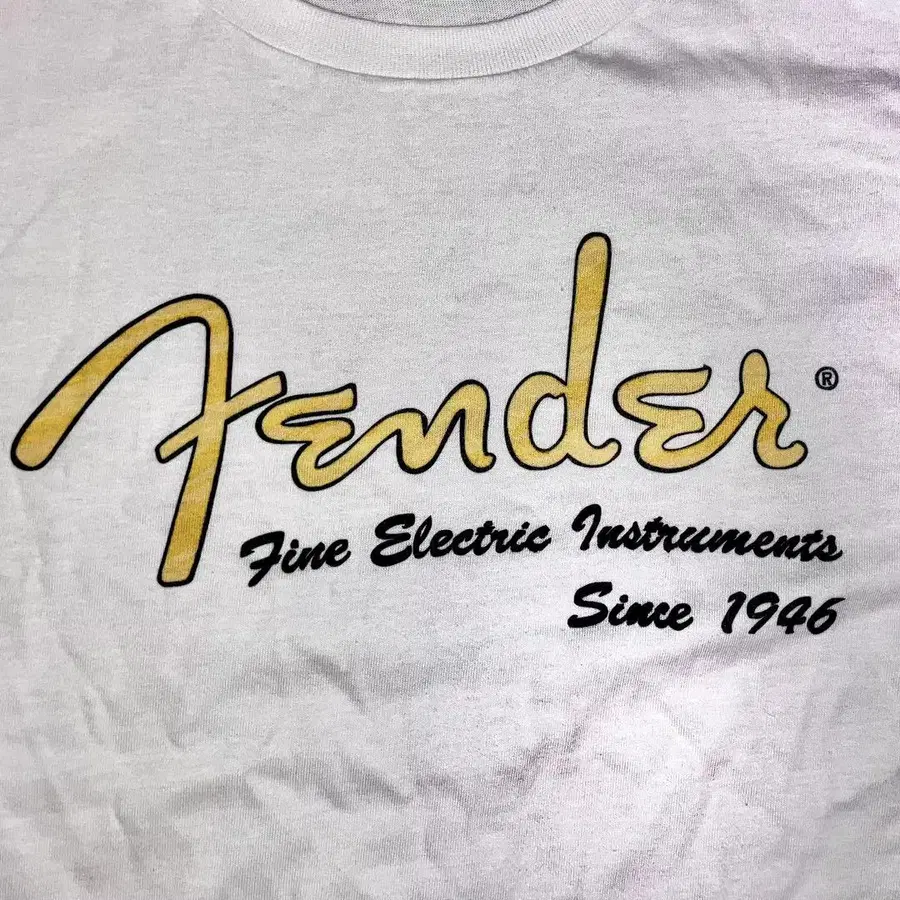 Fender®
Fine Electric Instruments
Since 1946